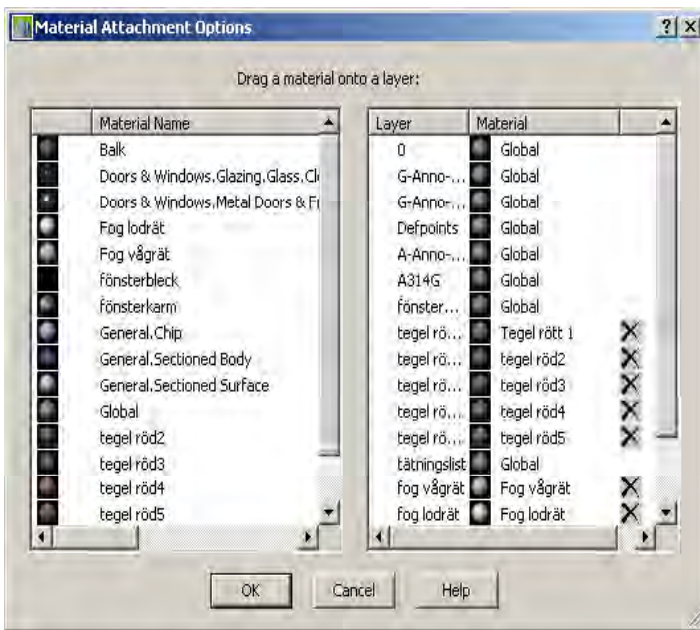 Material Attachment Options
Drag a material onto a layer:
Material Name
Balk
Doors & Windows.Glazing.Glass.Cl
Doors & Windows.Metal Doors & Fr
Fog lodrät
Fog vågrät
fönsterbleck
fönsterkarm
General.Chip
General.Sectioned Body
General.Sectioned Surface
Global
tegel röd2
tegel röd3
tegel röd4
tegel röd5
Layer Material
0 Global
G-Anno-... Global
G-Anno-... Global
Defpoints Global
A-Anno-... Global
A314G Global
fönster... Global
tegel rö... Tegel rött 1
tegel rö... tegel röd2
tegel rö... tegel röd3
tegel rö... tegel röd4
tegel rö... tegel röd5
tätningslist Global
fog vågrät Fog vågrät
fog lodrät Fog lodrät
OK Cancel Help